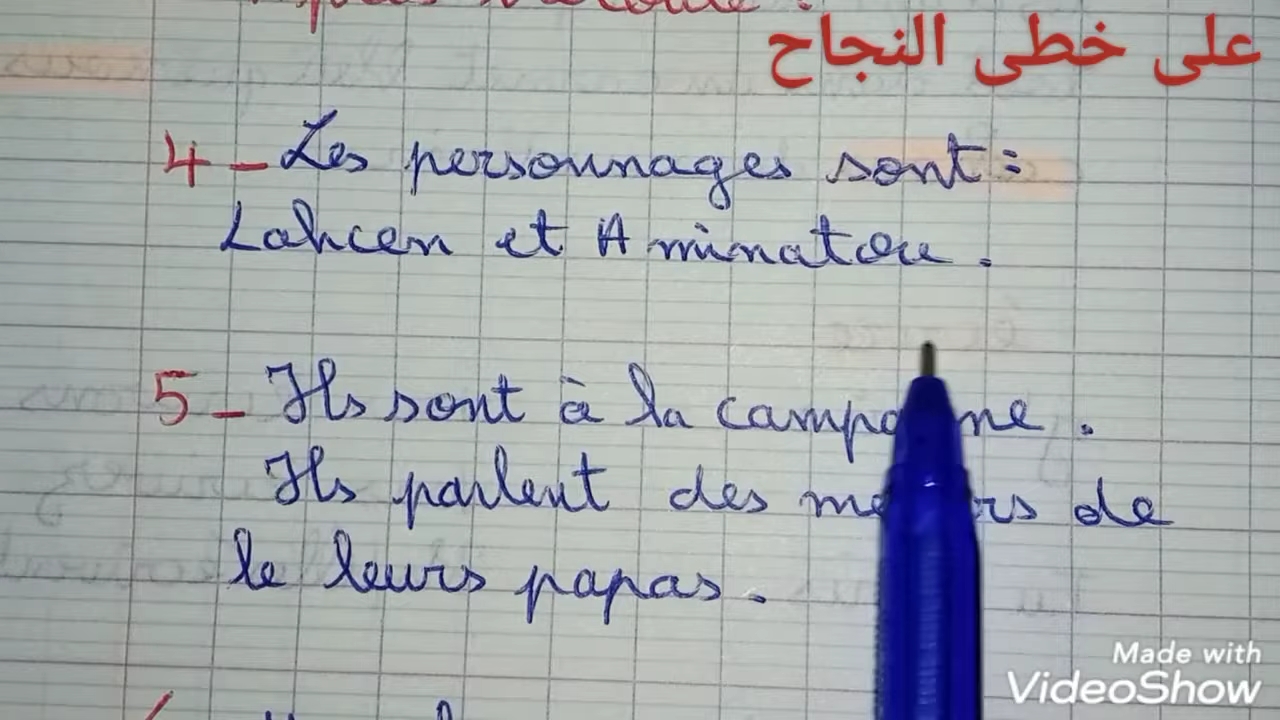 على خطى النجاح
4 - Les personnages sont :
Lahcen et Aminatou .
5 - Ils sont à la
Ils parlent des de
le leurs papas .
Made with
VideoShow